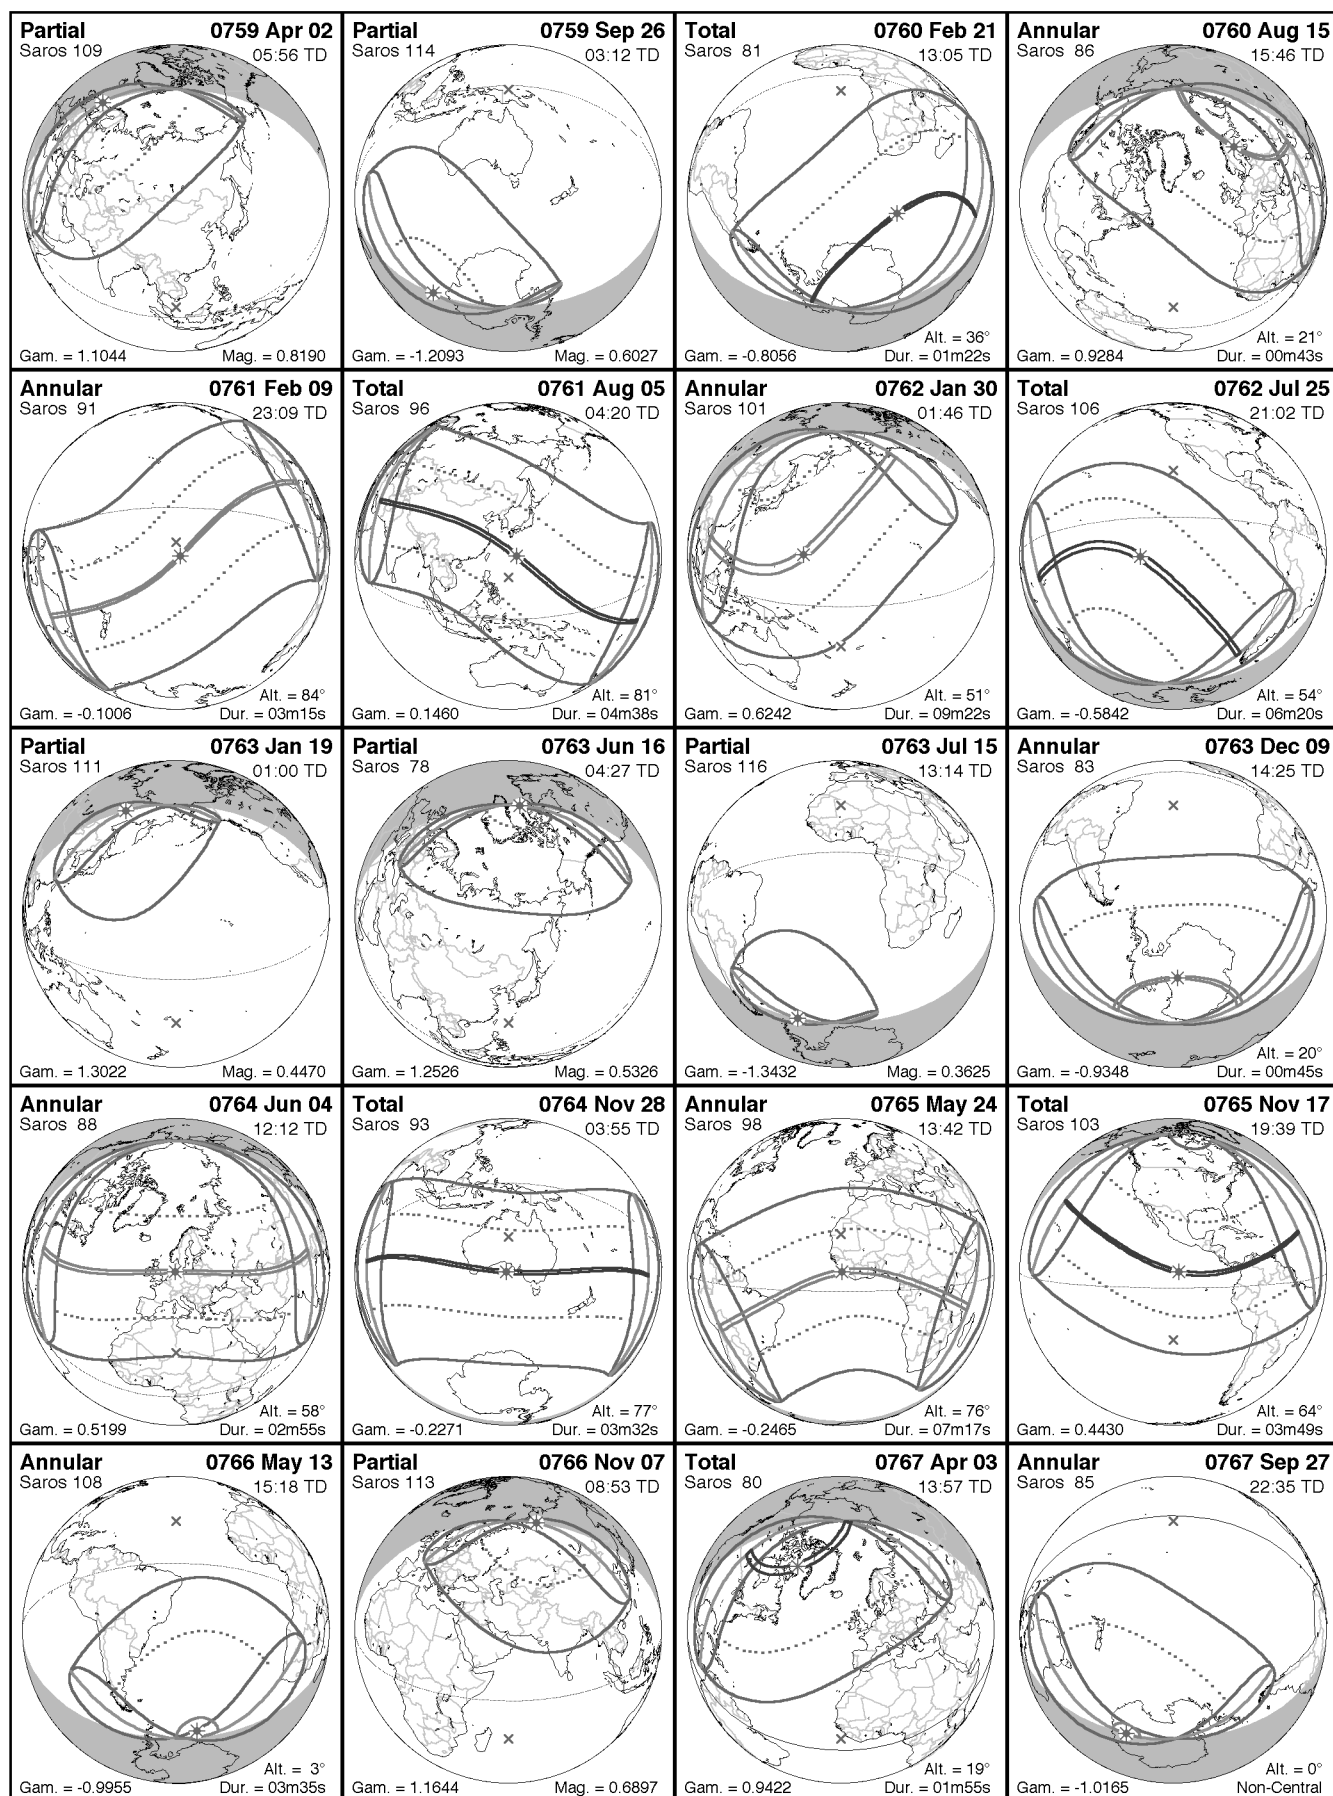 Partial 0759 Apr 02
Saros 109 05:56 TD
Gam. = 1.1044 Mag. = 0.8190
Partial 0759 Sep 26
Saros 114 03:12 TD
Gam. = -1.2093 Mag. = 0.6027
Total 0760 Feb 21
Saros 81 13:05 TD
Alt. = 36°
Gam. = -0.8056 Dur. = 01m22s
Annular 0760 Aug 15
Saros 86 15:46 TD
Alt. = 21°
Gam. = 0.9284 Dur. = 00m43s
Annular 0761 Feb 09
Saros 91 23:09 TD
Alt. = 84°
Gam. = -0.1006 Dur. = 03m15s
Total 0761 Aug 05
Saros 96 04:20 TD
Alt. = 81°
Gam. = 0.1460 Dur. = 04m38s
Annular 0762 Jan 30
Saros 101 01:46 TD
Alt. = 51°
Gam. = 0.6242 Dur. = 09m22s
Total 0762 Jul 25
Saros 106 21:02 TD
Alt. = 54°
Gam. = -0.5842 Dur. = 06m20s
Partial 0763 Jan 19
Saros 111 01:00 TD
Gam. = 1.3022 Mag. = 0.4470
Partial 0763 Jun 16
Saros 78 04:27 TD
Gam. = 1.2526 Mag. = 0.5326
Partial 0763 Jul 15
Saros 116 13:14 TD
Gam. = -1.3432 Mag. = 0.3625
Annular 0763 Dec 09
Saros 83 14:25 TD
Alt. = 20°
Gam. = -0.9348 Dur. = 00m45s
Annular 0764 Jun 04
Saros 88 12:12 TD
Alt. = 58°
Gam. = 0.5199 Dur. = 02m55s
Total 0764 Nov 28
Saros 93 03:55 TD
Alt. = 77°
Gam. = -0.2271 Dur. = 03m32s
Annular 0765 May 24
Saros 98 13:42 TD
Alt. = 76°
Gam. = -0.2465 Dur. = 07m17s
Total 0765 Nov 17
Saros 103 19:39 TD
Alt. = 64°
Gam. = 0.4430 Dur. = 03m49s
Annular 0766 May 13
Saros 108 15:18 TD
Alt. = 3°
Gam. = -0.9955 Dur. = 03m35s
Partial 0766 Nov 07
Saros 113 08:53 TD
Gam. = 1.1644 Mag. = 0.6897
Total 0767 Apr 03
Saros 80 13:57 TD
Alt. = 19°
Gam. = 0.9422 Dur. = 01m55s
Annular 0767 Sep 27
Saros 85 22:35 TD
Alt. = 0°
Gam. = -1.0165 Non-Central